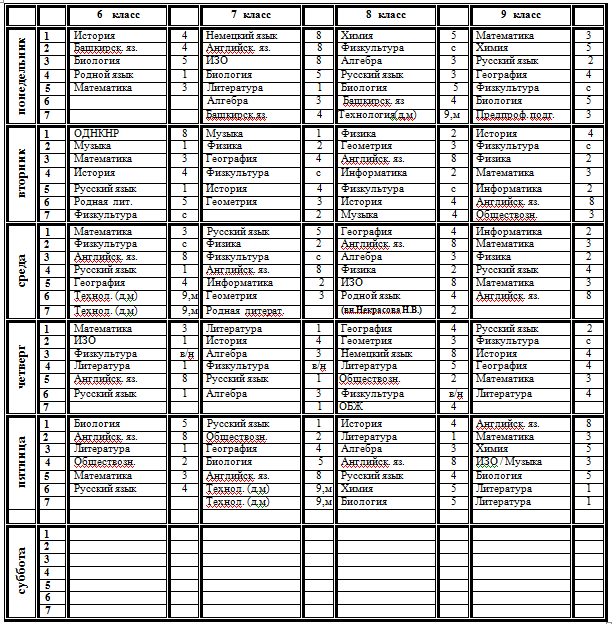 6 класс 7 класс 8 класс 9 класс
понедельник
1 История 4 Немецкий язык 8 Химия 5 Математика 3
2 Башкирск. яз. 4 Английск. яз. 8 Физкультура с Химия 5
3 Биология 5 ИЗО 8 Алгебра 3 Русский язык 2
4 Родной язык 1 Биология 5 Русский язык 3 География 4
5 Математика 3 Литература 1 Биология 5 Физкультура с
6 Алгебра 3 Башкирск. яз 4 Биология 5
7 Башкирск.яз. 4 Технология(д,м) 9,м Предпроф. подг. 3
вторник
1 ОДНКНР 8 Музыка 1 Физика 2 История 4
2 Музыка 1 Физика 2 Геометрия 3 Физкультура с
3 Математика 3 География 4 Английск. яз. 8 Физика 2
4 История 4 Физкультура с Информатика 2 Математика 3
5 Русский язык 1 История 4 Физкультура с Информатика 2
6 Родная лит. 5 Геометрия 3 История 4 Английск. яз. 8
7 Физкультура с 2 Музыка 4 Обществозн. 3
среда
1 Математика 3 Русский язык 5 География 4 Информатика 2
2 Физкультура с Физика 2 Английск. яз. 8 Математика 3
3 Английск. яз. 8 Физкультура с Алгебра 3 Физика 2
4 Русский язык 1 Английск. яз. 8 Физика 2 Русский язык 4
5 География 4 Информатика 2 ИЗО 8 Математика 3
6 Технол. (д,м) 9,м Геометрия 3 Родной язык 4 Английск. яз. 8
7 Технол. (д,м) 9,м Родная литерат. (вн.Некрасова Н.В.) 2
четверг
1 Математика 3 Литература 1 География 4 Русский язык 2
2 ИЗО 1 История 4 Геометрия 3 Физкультура с
3 Физкультура в/н Алгебра 3 Немецкий язык 8 История 4
4 Литература 1 Физкультура в/н Литература 5 География 4
5 Английск. яз. 8 Русский язык 1 Обществозн. 2 Математика 3
6 Русский язык 1 Алгебра 3 Физкультура в/н Литература 4
7 1 ОБЖ 4
пятница
1 Биология 5 Русский язык 1 История 4 Английск. яз. 8
2 Английск. яз. 8 Обществозн. 2 Литература 1 Математика 3
3 Литература 1 География 4 Алгебра 3 Химия 5
4 Обществозн. 2 Биология 5 Английск. яз. 8 ИЗО / Музыка 3
5 Математика 3 Английск. яз. 8 Русский язык 4 Биология 5
6 Русский язык 4 Технол. (д,м) 9,м Химия 5 Литература 1
7 Технол. (д,м) 9,м Биология 5 Литература 1
суббота
1
2
3
4
5
6
7